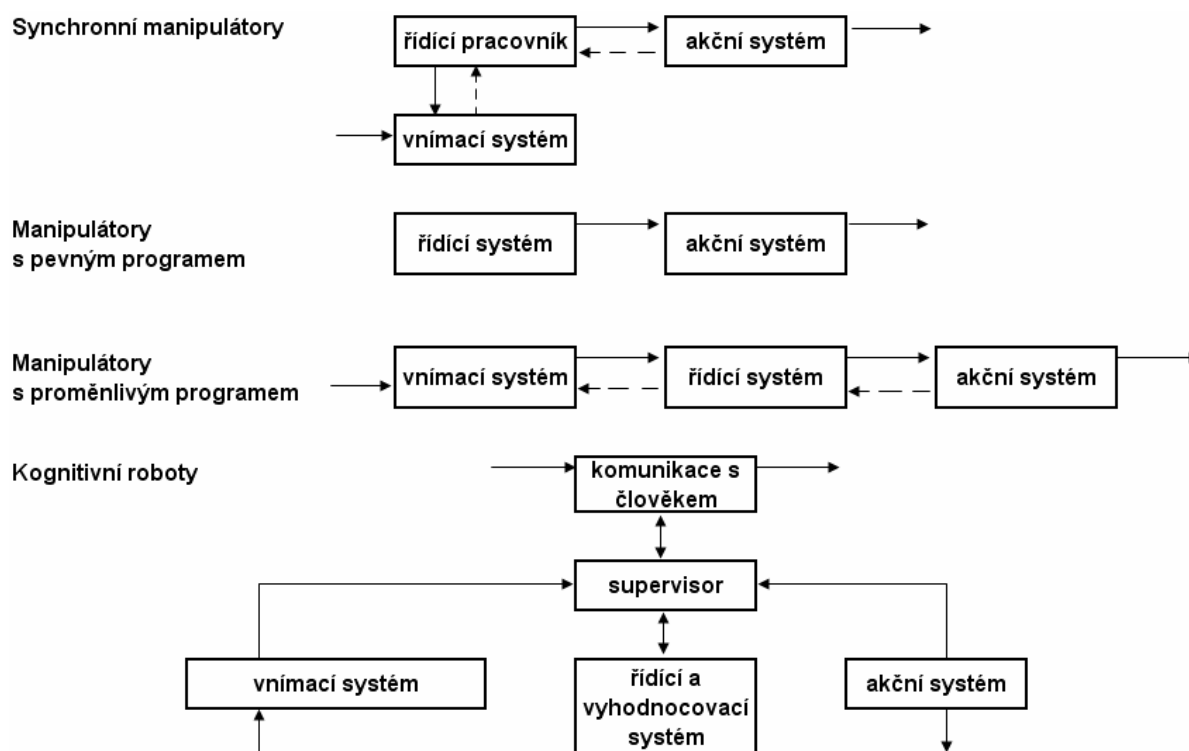 Synchronní manipulátory
řídící pracovník
akční systém
vnímací systém
Manipulátory
s pevným programem
řídící systém
akční systém
Manipulátory
s proměnlivým programem
vnímací systém
řídící systém
akční systém
Kognitivní roboty
komunikace s
člověkem
supervisor
vnímací systém
řídící a
vyhodnocovací
systém
akční systém